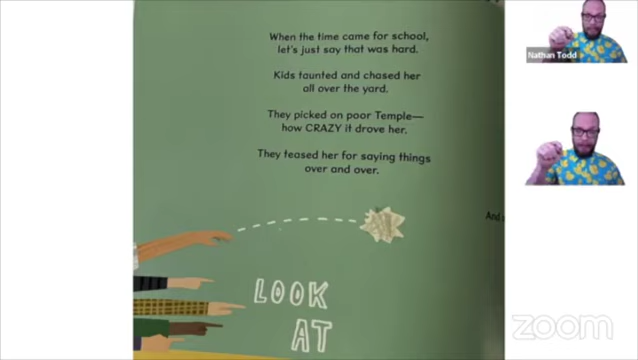 When the time came for school,
let's just say that was hard.
Kids taunted and chased her
all over the yard.
They picked on poor Temple—
how CRAZY it drove her.
They teased her for saying things
over and over.
And
LOOK
AT
Nathan Todd
zoom